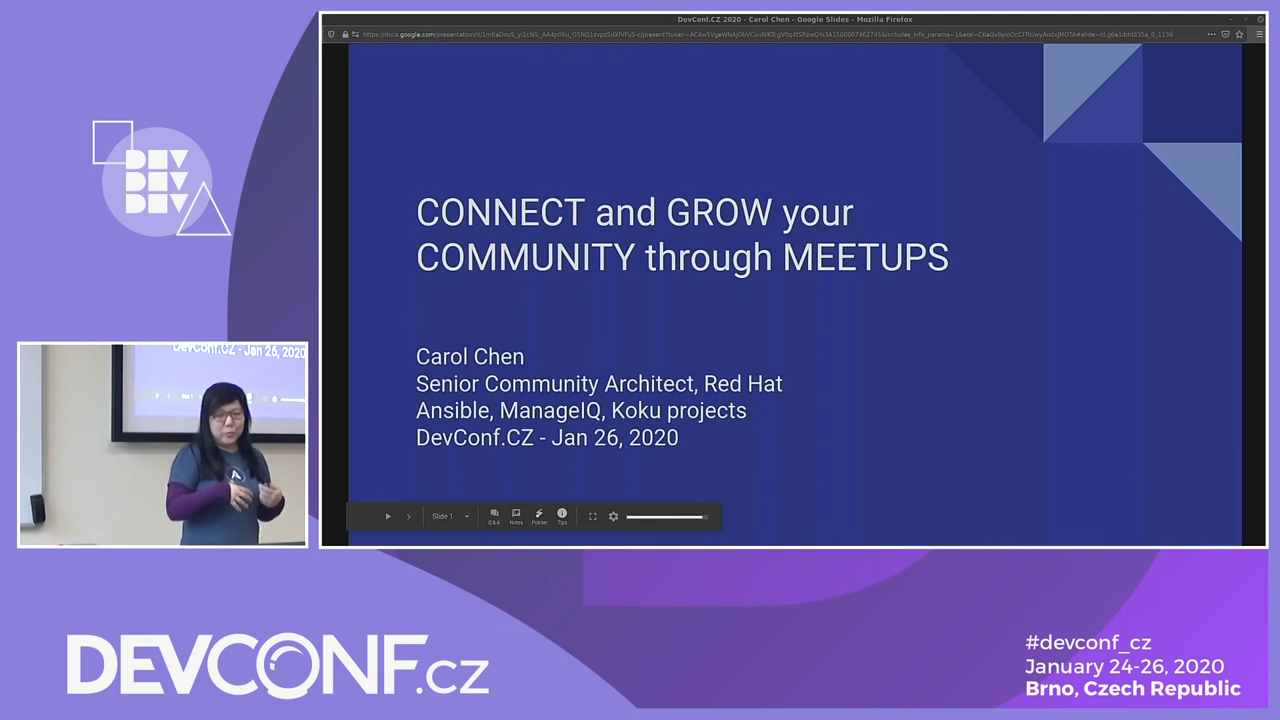 DevConf.CZ 2020 - Carol Chen - Google Slides - Mozilla Firefox
DEV
DEV
DEV
CONNECT and GROW your
COMMUNITY through MEETUPS
Carol Chen
Senior Community Architect, Red Hat
Ansible, ManageIQ, Koku projects
DevConf.CZ - Jan 26, 2020
Slide 1
Q&A Notes Pointer Tips
DevConf.CZ - Jan 26, 2020
A
DEVCONF.cz
#devconf_cz
January 24-26, 2020
Brno, Czech Republic